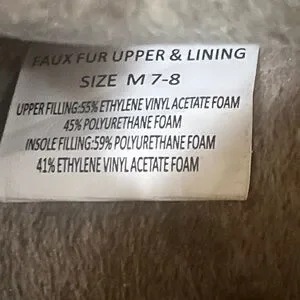 FAUX FUR UPPER & LINING
SIZE M 7-8
UPPER FILLING:55% ETHYLENE VINYL ACETATE FOAM
45% POLYURETHANE FOAM
INSOLE FILLING:59% POLYURETHANE FOAM
41% ETHYLENE VINYL ACETATE FOAM